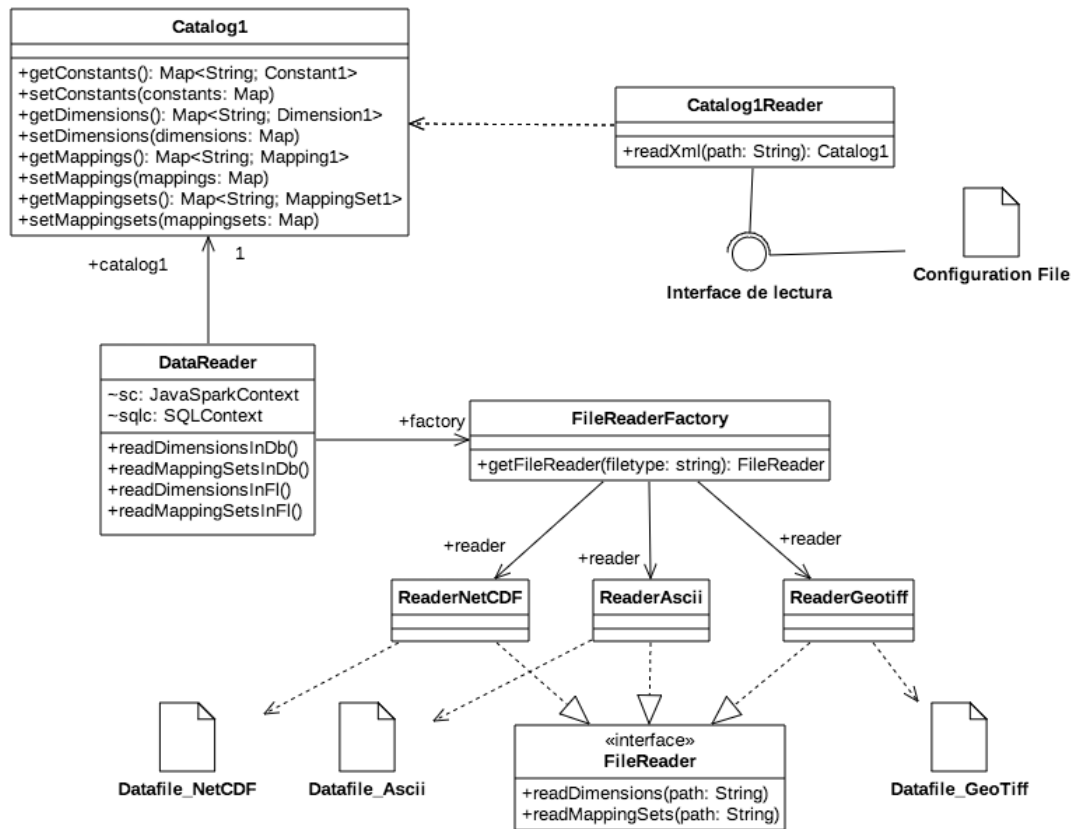 Catalog1
+getConstants(): Map<String; Constant1>
+setConstants(constants: Map)
+getDimensions(): Map<String; Dimension1>
+setDimensions(dimensions: Map)
+getMappings(): Map<String; Mapping1>
+setMappings(mappings: Map)
+getMappingsets(): Map<String; MappingSet1>
+setMappingsets(mappingsets: Map)
Catalog1Reader
+readXml(path: String): Catalog1
Interface de lectura
Configuration File
+catalog1
1
DataReader
~sc: JavaSparkContext
~sqlc: SQLContext
+readDimensionsInDb()
+readMappingSetsInDb()
+readDimensionsInFl()
+readMappingSetsInFl()
+factory
FileReaderFactory
+getFileReader(filetype: string): FileReader
+reader
+reader
+reader
ReaderNetCDF
ReaderAscii
ReaderGeotiff
Datafile_NetCDF
Datafile_Ascii
«interface»
FileReader
+readDimensions(path: String)
+readMappingSets(path: String)
Datafile_GeoTiff